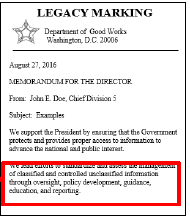 LEGACY MARKING
Department of Good Works
Washington, D.C. 20006
August 27, 2016
MEMORANDUM FOR THE DIRECTOR
From: John E. Doe, Chief Division 5
Subject: Examples
We support the President by ensuring that the Government
protects and provides proper access to information to
advance the national and public interest.
We lead efforts to standardize and assess the management
of classified and controlled unclassified information
through oversight, policy development, guidance,
education, and reporting.